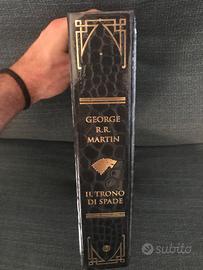 GEORGE
R.R.
MARTIN
IL TRONO
DI SPADE
subito